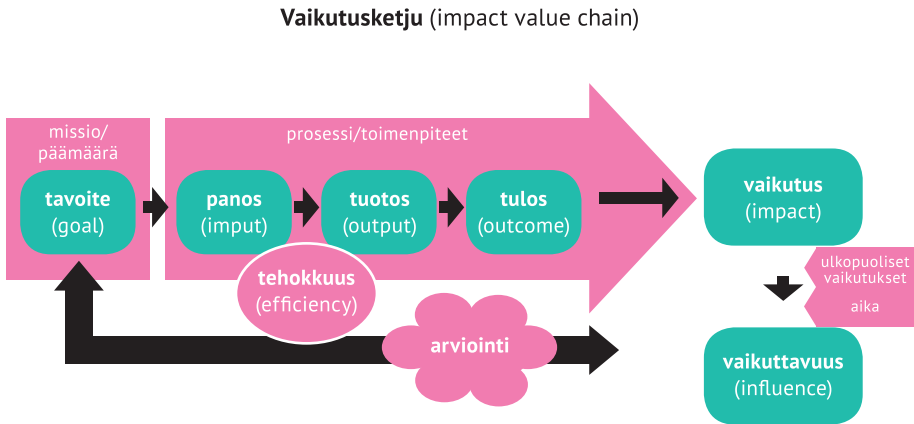 Vaikutusketju (impact value chain)
missio/
päämäärä
prosessi/toimenpiteet
tavoite
(goal)
panos
(imput)
tuotos
(output)
tulos
(outcome)
vaikutus
(impact)
tehokkuus
(efficiency)
ulkopuoliset
vaikutukset
aika
arviointi
vaikuttavuus
(influence)